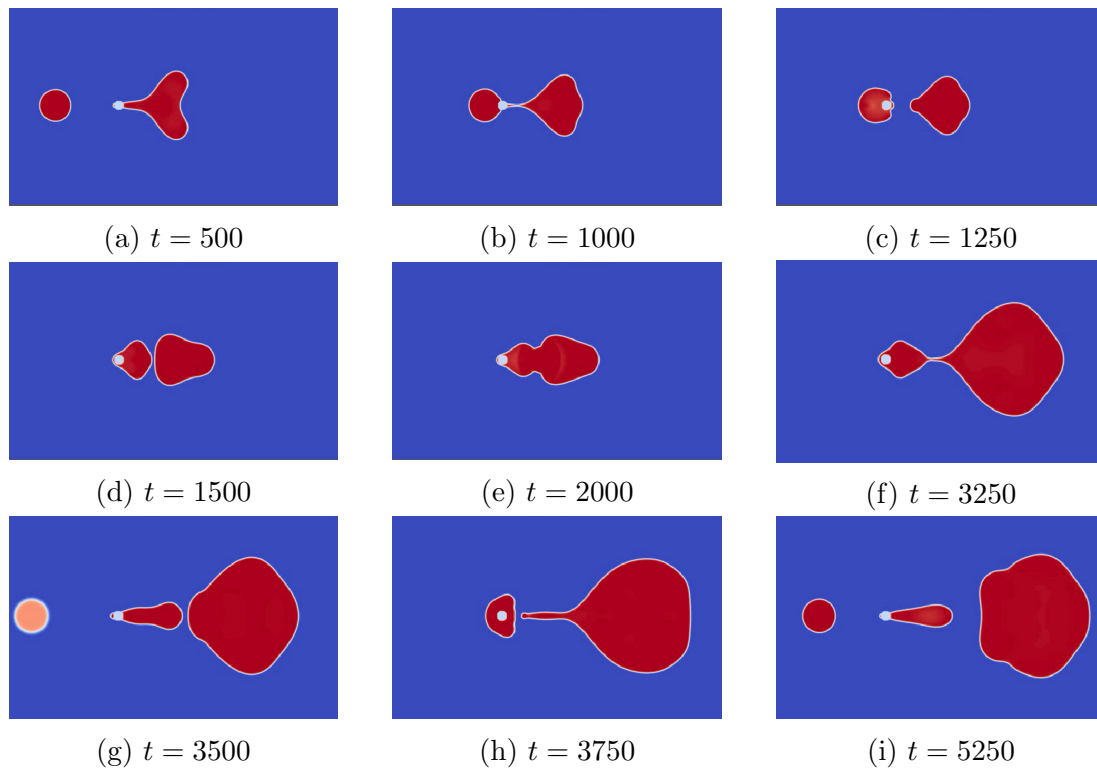 (a) t = 500
(b) t = 1000
(c) t = 1250
(d) t = 1500
(e) t = 2000
(f) t = 3250
(g) t = 3500
(h) t = 3750
(i) t = 5250